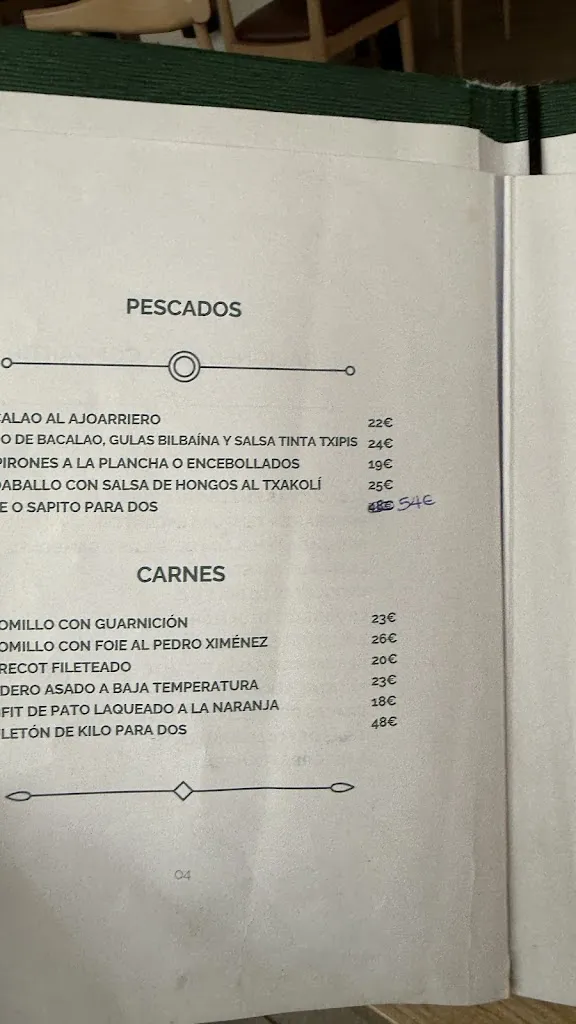 PESCADOS
ALAO AL AJOARRIERO 22€
O DE BACALAO, GULAS BILBAÍNA Y SALSA TINTA TXIPIS 24€
PIRONES A LA PLANCHA O ENCEBOLLADOS 19€
DABALLO CON SALSA DE HONGOS AL TXAKOLÍ 25€
E O SAPITO PARA DOS 48€ 54€
CARNES
OMILLO CON GUARNICIÓN 23€
OMILLO CON FOIE AL PEDRO XIMÉNEZ 26€
RECOT FILETEADO 20€
DERO ASADO A BAJA TEMPERATURA 23€
FIT DE PATO LAQUEADO A LA NARANJA 18€
LETÓN DE KILO PARA DOS 48€
04